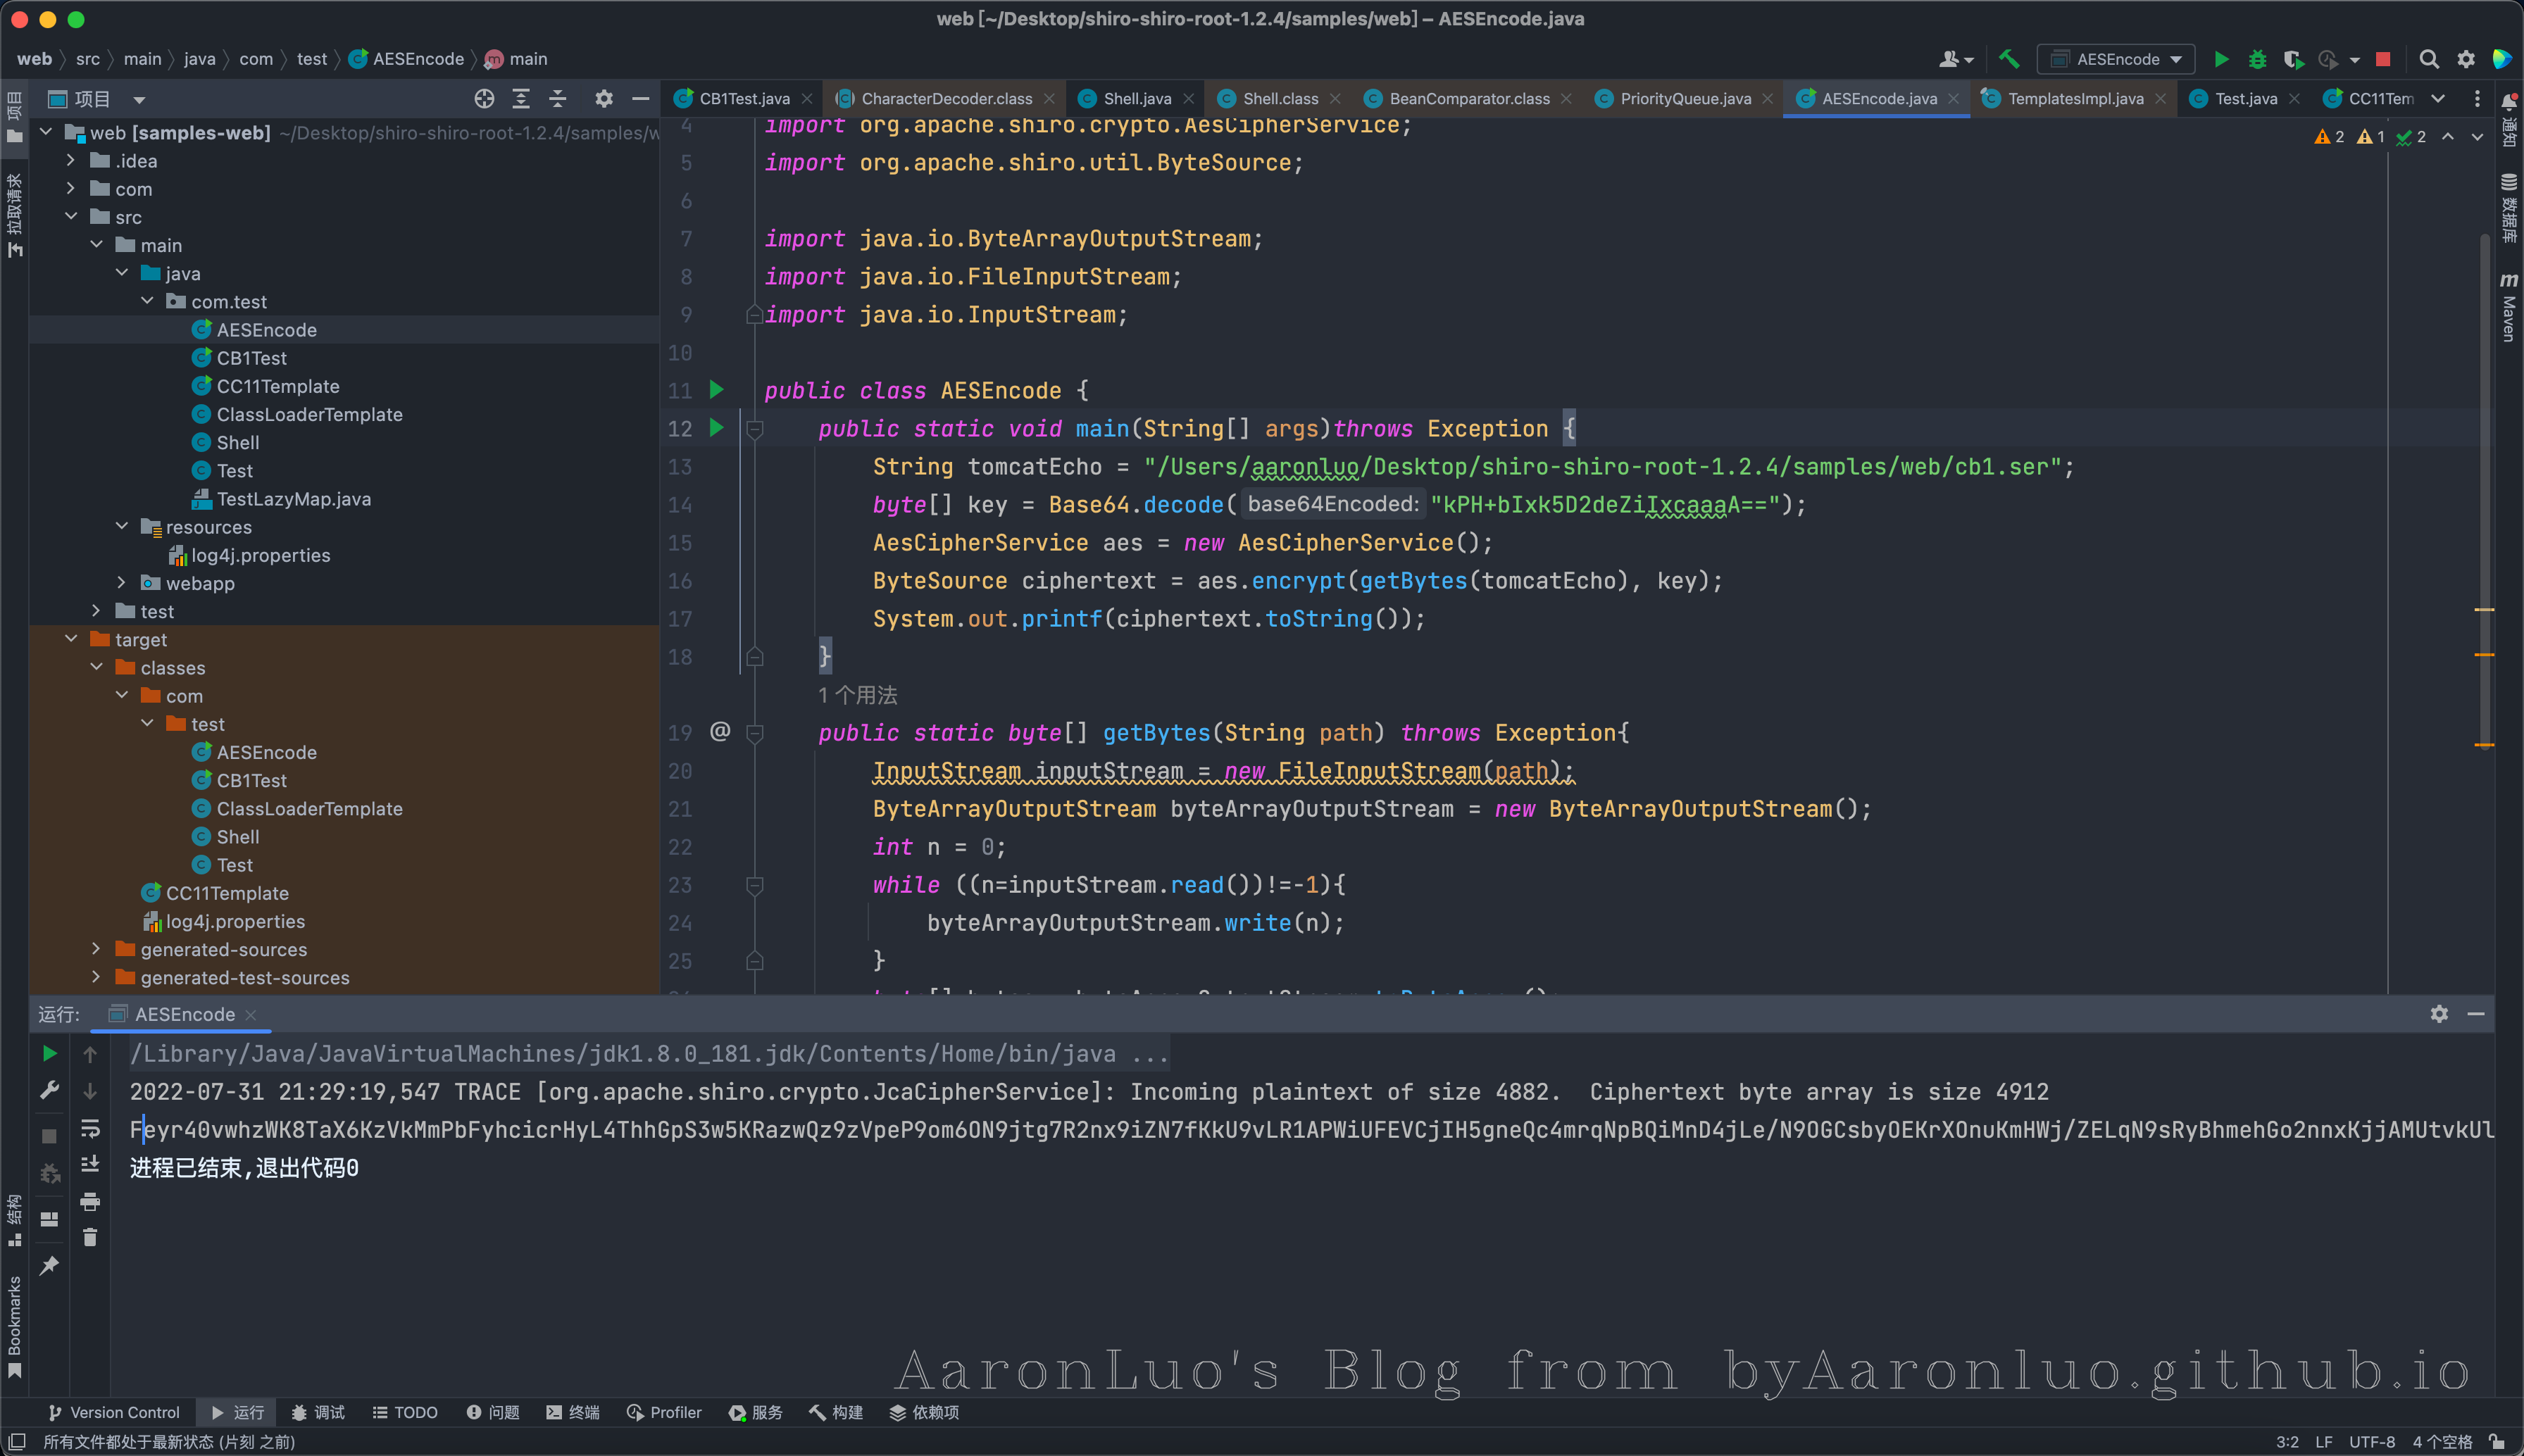 web [~/Desktop/shiro-shiro-root-1.2.4/samples/web] – AESEncode.java
web src main java com test AESEncode main
AESEncode
项目
CB1Test.java CharacterDecoder.class Shell.java Shell.class BeanComparator.class PriorityQueue.java AESEncode.java TemplatesImpl.java Test.java CC11Tem
项目
拉取请求
结构
Bookmarks
web [samples-web] ~/Desktop/shiro-shiro-root-1.2.4/samples/w
.idea
com
src
main
java
com.test
AESEncode
CB1Test
CC11Template
ClassLoaderTemplate
Shell
Test
TestLazyMap.java
resources
log4j.properties
webapp
test
target
classes
com
test
AESEncode
CB1Test
ClassLoaderTemplate
Shell
Test
CC11Template
log4j.properties
generated-sources
generated-test-sources
2 1 2
4 import org.apache.shiro.crypto.AesCipherService;
5 import org.apache.shiro.util.ByteSource;
6
7 import java.io.ByteArrayOutputStream;
8 import java.io.FileInputStream;
9 import java.io.InputStream;
10
11 public class AESEncode {
12 public static void main(String[] args)throws Exception {
13 String tomcatEcho = "/Users/aaronluo/Desktop/shiro-shiro-root-1.2.4/samples/web/cb1.ser";
14 byte[] key = Base64.decode( base64Encoded: "kPH+bIxk5D2deZiIxcaaaA==");
15 AesCipherService aes = new AesCipherService();
16 ByteSource ciphertext = aes.encrypt(getBytes(tomcatEcho), key);
17 System.out.printf(ciphertext.toString());
18 }
1 个用法
19 @ public static byte[] getBytes(String path) throws Exception{
20 InputStream inputStream = new FileInputStream(path);
21 ByteArrayOutputStream byteArrayOutputStream = new ByteArrayOutputStream();
22 int n = 0;
23 while ((n=inputStream.read())!=-1){
24 byteArrayOutputStream.write(n);
25 }
通知
数据库
Maven
运行: AESEncode
/Library/Java/JavaVirtualMachines/jdk1.8.0_181.jdk/Contents/Home/bin/java ...
2022-07-31 21:29:19,547 TRACE [org.apache.shiro.crypto.JcaCipherService]: Incoming plaintext of size 4882.  Ciphertext byte array is size 4912
Feyr40vwhzWK8TaX6KzVkMmPbFyhcicrHyL4ThhGpS3w5KRazwQz9zVpeP9om6ON9jtg7R2nx9iZN7fKkU9vLR1APWiUFEVCjIH5gneQc4mrqNpBQiMnD4jLe/N9OGCsbyOEKrXOnuKmHWj/ZELqN9sRyBhmehGo2nnxKjjAMUtvkUl
进程已结束,退出代码0
AaronLuo's Blog from byAaronluo.github.io
Version Control 运行 调试 TODO 问题 终端 Profiler 服务 构建 依赖项
所有文件都处于最新状态 (片刻 之前)
3:2 LF UTF-8 4 个空格